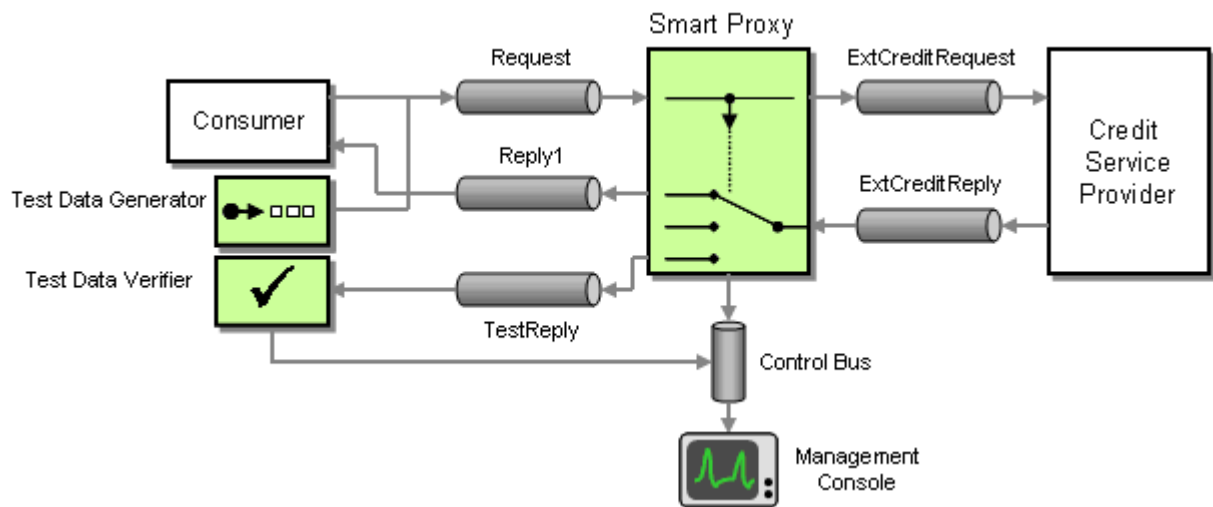 Smart Proxy
Request
ExtCreditRequest
Consumer
Credit
Service
Provider
Reply1
ExtCreditReply
Test Data Generator
Test Data Verifier
TestReply
Control Bus
Management
Console